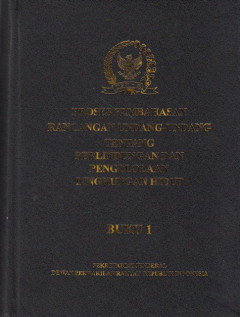 PROSES PEMBAHASAN
RANCANGAN UNDANG-UNDANG
TENTANG
PERLINDUNGAN DAN
PENGELOLAAN
LINGKUNGAN HIDUP
BUKU 1
SEKRETARIAT JENDERAL
DEWAN PERWAKILAN RAKYAT REPUBLIK INDONESIA